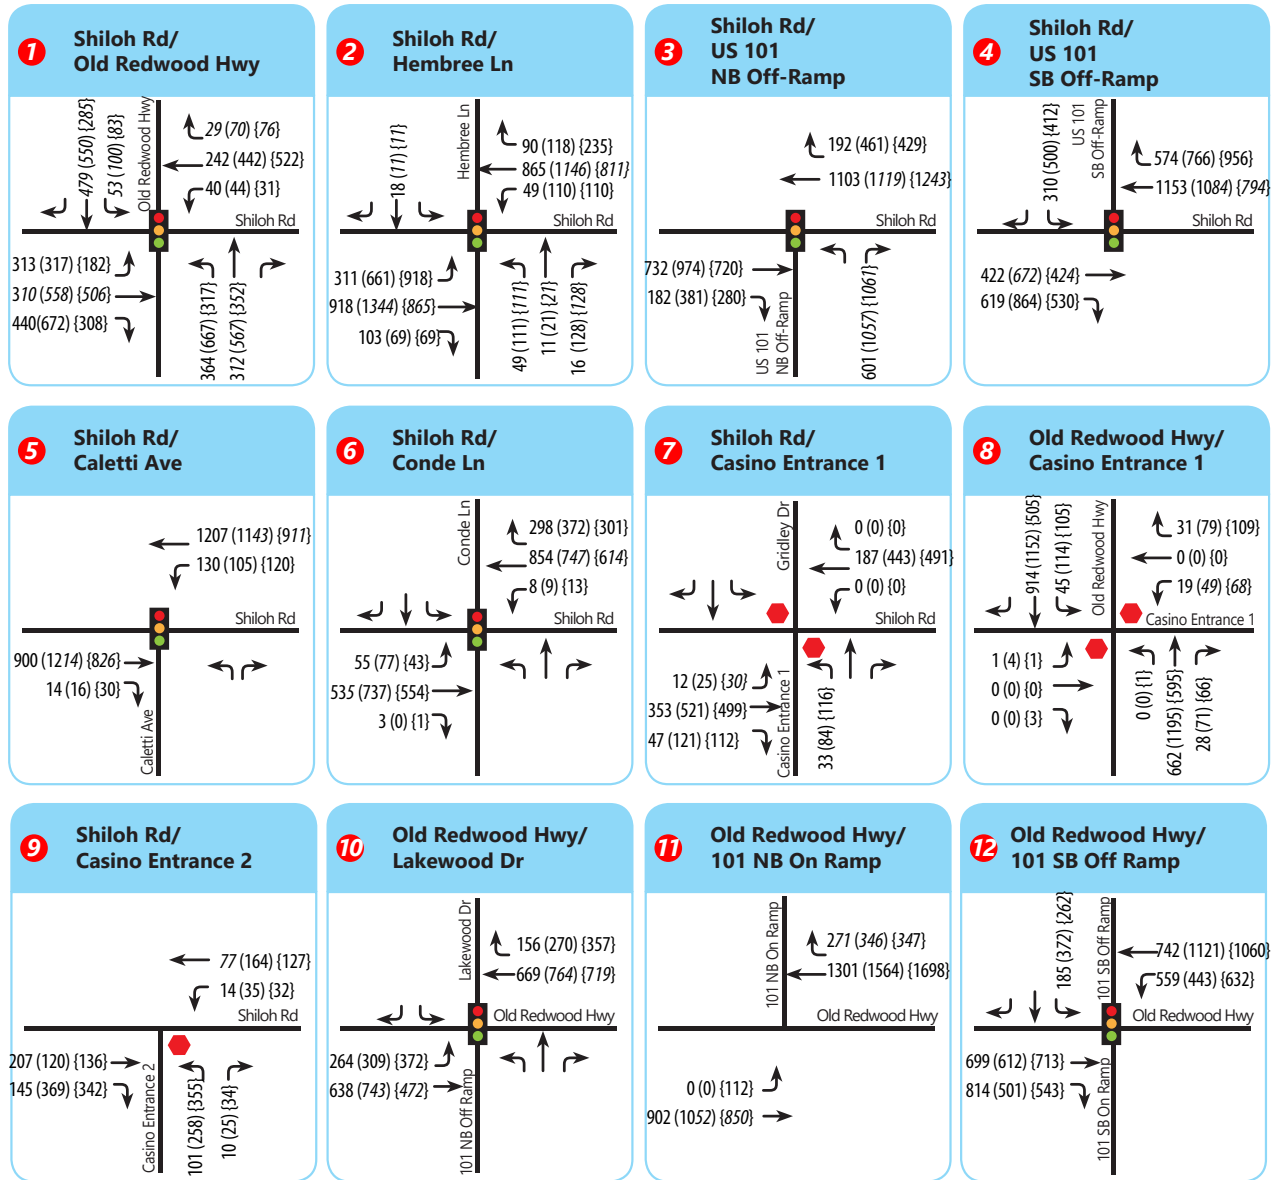 1
Shiloh Rd/
Old Redwood Hwy
479 (550) {285}
53 (100) {83}
Old Redwood Hwy
29 (70) {76}
242 (442) {522}
40 (44) {31}
Shiloh Rd
313 (317) {182}
310 (558) {506}
440(672) {308}
364 (667) {317}
312 (567) {352}
2
Shiloh Rd/
Hembree Ln
18 (11) {11}
Hembree Ln
90 (118) {235}
865 (1146) {811}
49 (110) {110}
Shiloh Rd
311 (661) {918}
918 (1344) {865}
103 (69) {69}
49 (111) {111}
11 (21) {21}
16 (128) {128}
3
Shiloh Rd/
US 101
NB Off-Ramp
192 (461) {429}
1103 (1119) {1243}
732 (974) {720}
182 (381) {280}
US 101
NB Off-Ramp
601 (1057) {1061}
4
Shiloh Rd/
US 101
SB Off-Ramp
310 (500) {412}
US 101
SB Off-Ramp
574 (766) {956}
1153 (1084) {794}
Shiloh Rd
422 (672) {424}
619 (864) {530}
5
Shiloh Rd/
Caletti Ave
1207 (1143) {911}
130 (105) {120}
Shiloh Rd
900 (1214) {826}
14 (16) {30}
Caletti Ave
6
Shiloh Rd/
Conde Ln
Conde Ln
298 (372) {301}
854 (747) {614}
8 (9) {13}
Shiloh Rd
55 (77) {43}
535 (737) {554}
3 (0) {1}
7
Shiloh Rd/
Casino Entrance 1
Gridley Dr
0 (0) {0}
187 (443) {491}
0 (0) {0}
Shiloh Rd
12 (25) {30}
353 (521) {499}
47 (121) {112}
Casino Entrance 1
33 (84) {116}
8
Old Redwood Hwy/
Casino Entrance 1
914 (1152) {505}
45 (114) {105}
Old Redwood Hwy
31 (79) {109}
0 (0) {0}
19 (49) {68}
Casino Entrance 1
1 (4) {1}
0 (0) {0}
0 (0) {3}
0 (0) {1}
662 (1195) {595}
28 (71) {66}
9
Shiloh Rd/
Casino Entrance 2
77 (164) {127}
14 (35) {32}
Shiloh Rd
207 (120) {136}
145 (369) {342}
Casino Entrance 2
101 (258) {355}
10 (25) {34}
10
Old Redwood Hwy/
Lakewood Dr
Lakewood Dr
156 (270) {357}
669 (764) {719}
Old Redwood Hwy
264 (309) {372}
638 (743) {472}
101 NB Off Ramp
11
Old Redwood Hwy/
101 NB On Ramp
101 NB On Ramp
271 (346) {347}
1301 (1564) {1698}
Old Redwood Hwy
0 (0) {112}
902 (1052) {850}
12
Old Redwood Hwy/
101 SB Off Ramp
185 (372) {262}
101 SB Off Ramp
742 (1121) {1060}
559 (443) {632}
Old Redwood Hwy
699 (612) {713}
814 (501) {543}
101 SB On Ramp